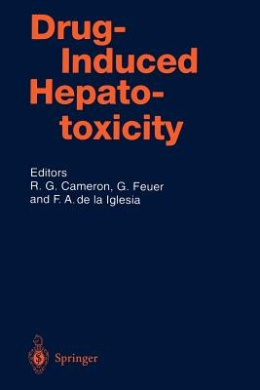 Drug-
Induced
Hepato-
toxicity
Editors
R. G. Cameron, G. Feuer
and F. A. de la Iglesia
Springer